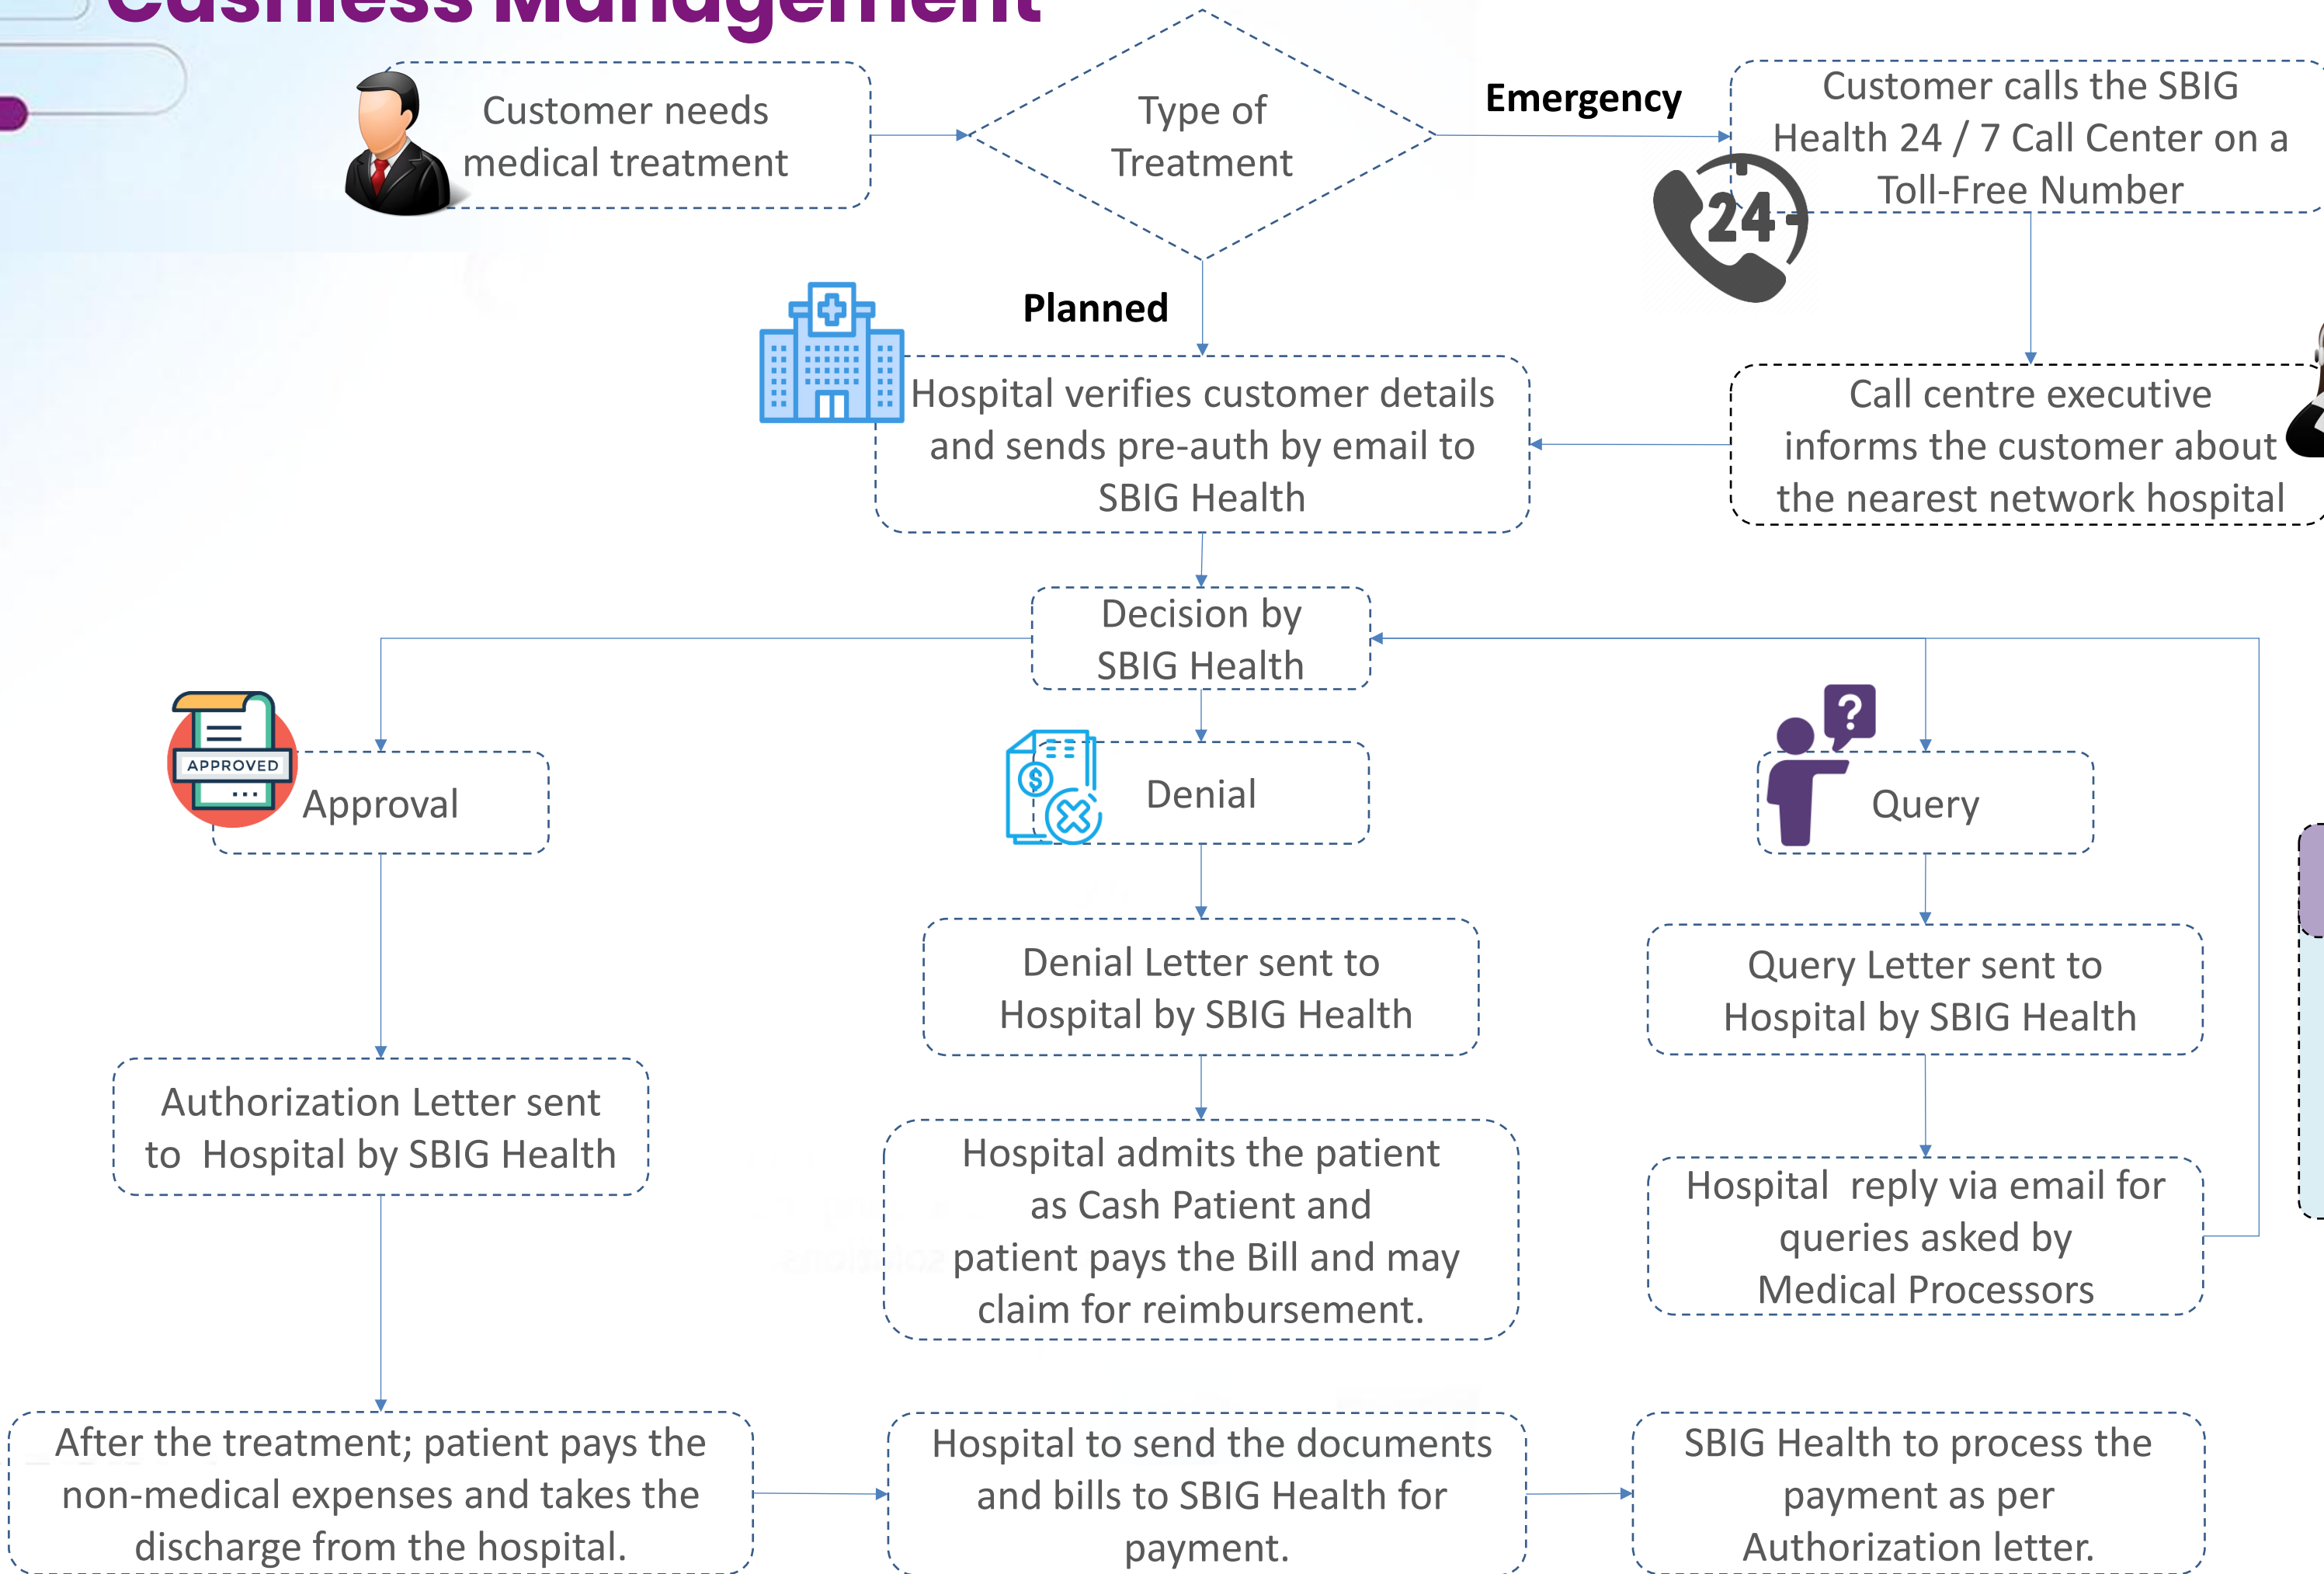 Cashless Management
Customer needs
medical treatment
Type of
Treatment
Emergency
Customer calls the SBIG
Health 24 / 7 Call Center on a
Toll-Free Number
24
Planned
Hospital verifies customer details
and sends pre-auth by email to
SBIG Health
Call centre executive
informs the customer about
the nearest network hospital
Decision by
SBIG Health
APPROVED
Approval
$
Denial
?
Query
Authorization Letter sent
to  Hospital by SBIG Health
Denial Letter sent to
Hospital by SBIG Health
Query Letter sent to
Hospital by SBIG Health
Hospital admits the patient
as Cash Patient and
patient pays the Bill and may
claim for reimbursement.
Hospital  reply via email for
queries asked by
Medical Processors
After the treatment; patient pays the
non-medical expenses and takes the
discharge from the hospital.
Hospital to send the documents
and bills to SBIG Health for
payment.
SBIG Health to process the
payment as per
Authorization letter.